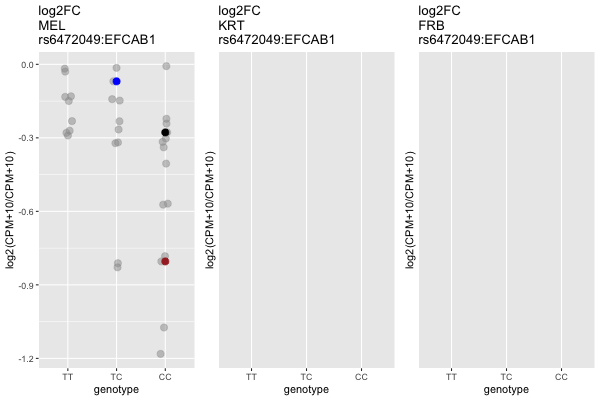 log2FC
MEL
rs6472049:EFCAB1
log2FC
KRT
rs6472049:EFCAB1
log2FC
FRB
rs6472049:EFCAB1
log2(CPM+10/CPM+10)
0.0
-0.3
-0.6
-0.9
-1.2
TT
TC
CC
genotype
log2(CPM+10/CPM+10)
TT
TC
CC
genotype
log2(CPM+10/CPM+10)
TT
TC
CC
genotype